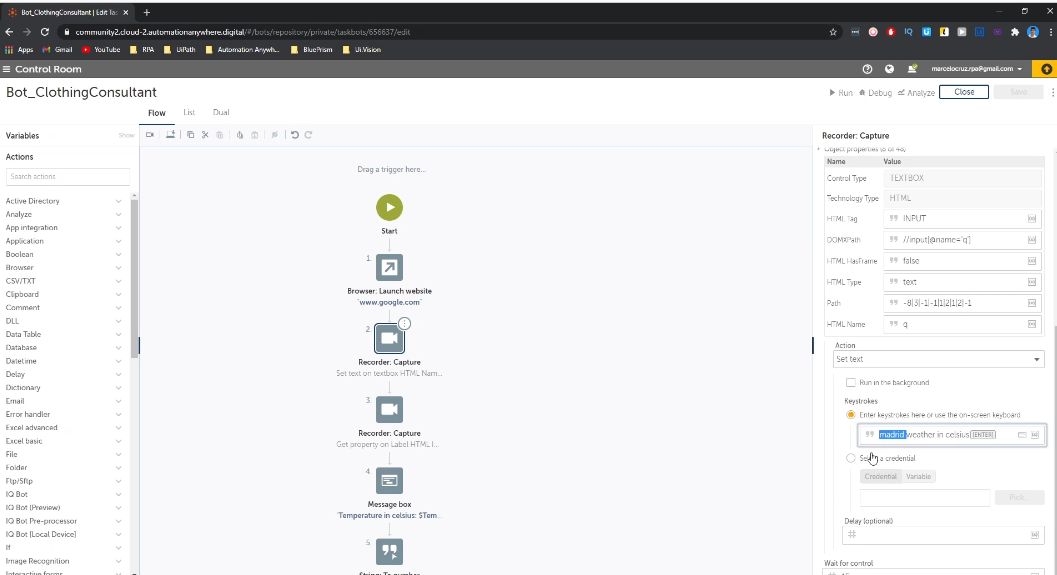 Bot_ClothingConsultant | Edit Tas
community2.cloud-2.automationanywhere.digital/#/bots/repository/private/taskbots/656637/edit
Apps Gmail YouTube RPA UiPath Automation Anywh... BluePrism Ui.Vision
Control Room
marcelocruz.rpa@gmail.com
Bot_ClothingConsultant
Run Debug Analyze Close Save
Flow List Dual
Variables Show
Actions
Search actions
Active Directory
Analyze
App integration
Application
Boolean
Browser
CSV/TXT
Clipboard
Comment
DLL
Data Table
Database
Datetime
Delay
Dictionary
Email
Error handler
Excel advanced
Excel basic
File
Folder
Ftp/Sftp
IQ Bot
IQ Bot [Preview]
IQ Bot Pre-processor
IQ Bot [Local Device]
If
Image Recognition
Interactive forms
Drag a trigger here...
Start
1.
Browser: Launch website
"www.google.com"
2.
Recorder: Capture
Set text on textbox HTML Nam...
3.
Recorder: Capture
Get property on Label HTML I...
4.
Message box
"Temperature in celsius: $Tem...
5.
String: To number
Recorder: Capture
Object properties (8 of 48)
Name Value
Control Type TEXTBOX
Technology Type HTML
HTML Tag INPUT
DOMXPath //input[@name='q']
HTML HasFrame false
HTML Type text
Path -8|3|-1|-1|1|2|1|2|-1
HTML Name q
Action
Set text
Run in the background
Keystrokes
Enter keystrokes here or use the on-screen keyboard
madrid weather in celsius[ENTER]
Select a credential
Credential Variable
Pick
Delay (optional)
Wait for control